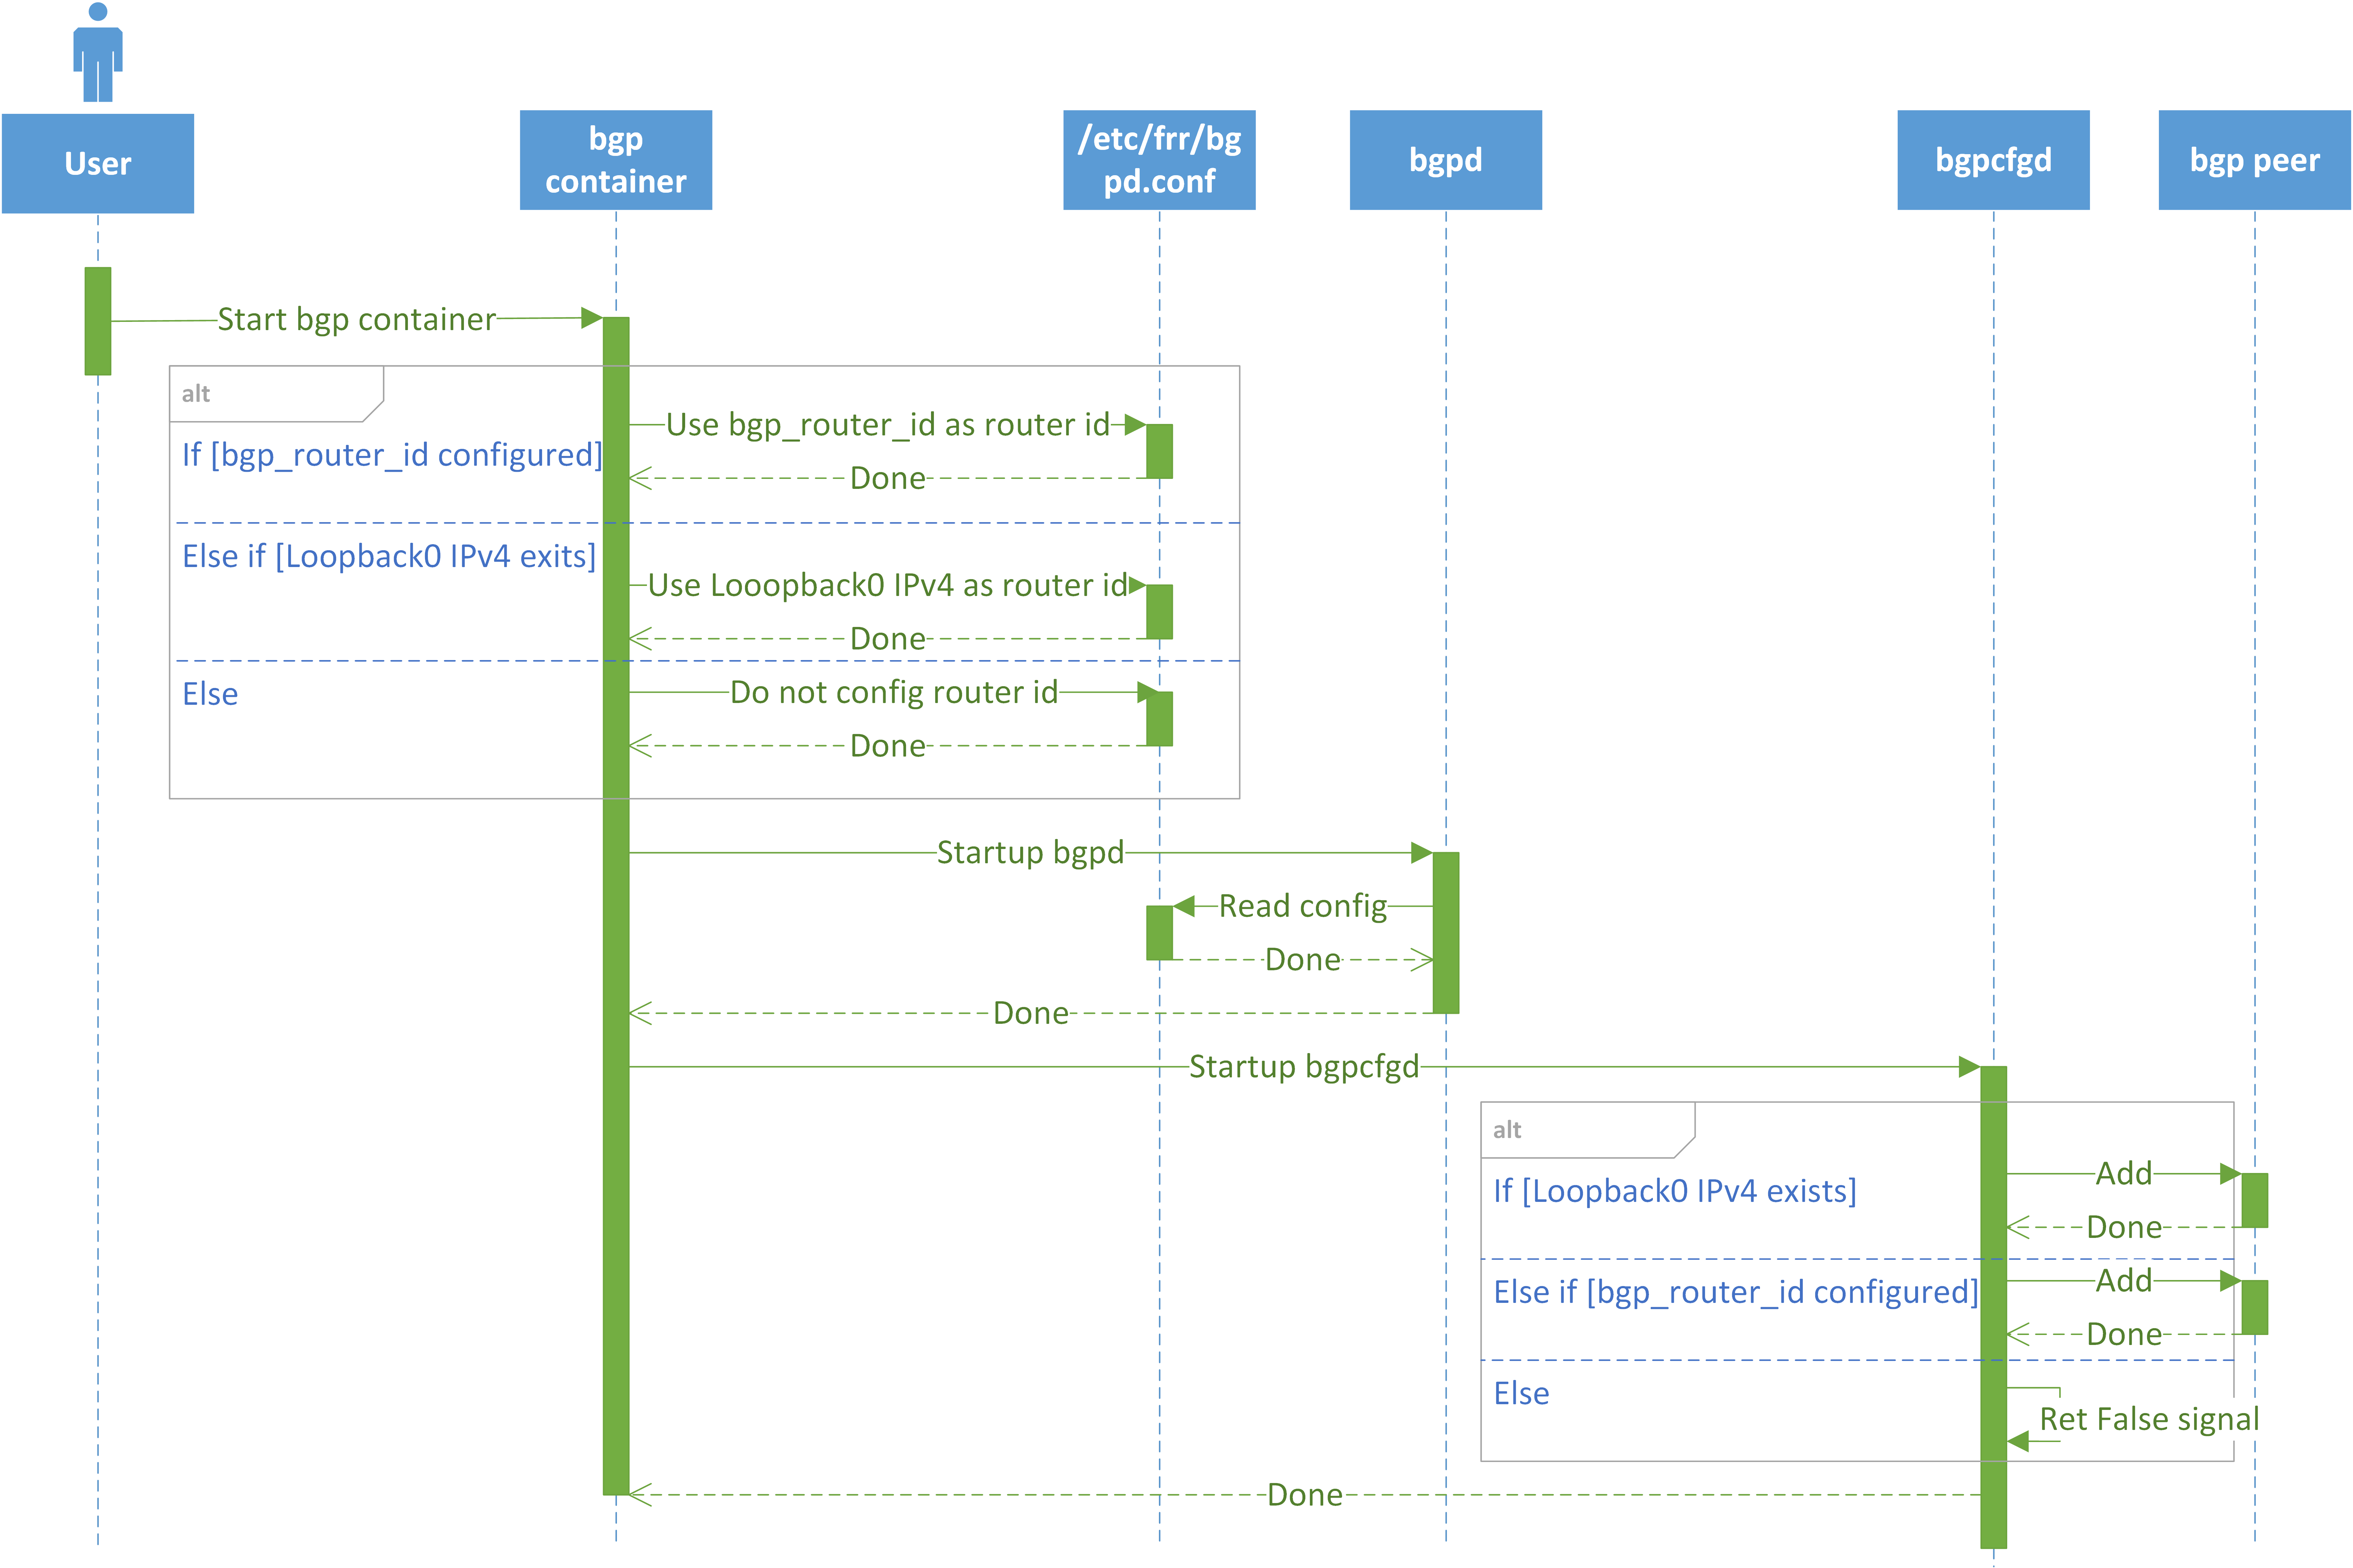 User
bgp
container
/etc/frr/bg
pd.conf
bgpd
bgpcfgd
bgp peer
Start bgp container
alt
Use bgp_router_id as router id
If [bgp_router_id configured]
Done
Else if [Loopback0 IPv4 exits]
Use Looopback0 IPv4 as router id
Done
Else
Do not config router id
Done
Startup bgpd
Read config
Done
Done
Startup bgpcfgd
alt
Add
If [Loopback0 IPv4 exists]
Done
Add
Else if [bgp_router_id configured]
Done
Else
Ret False signal
Done